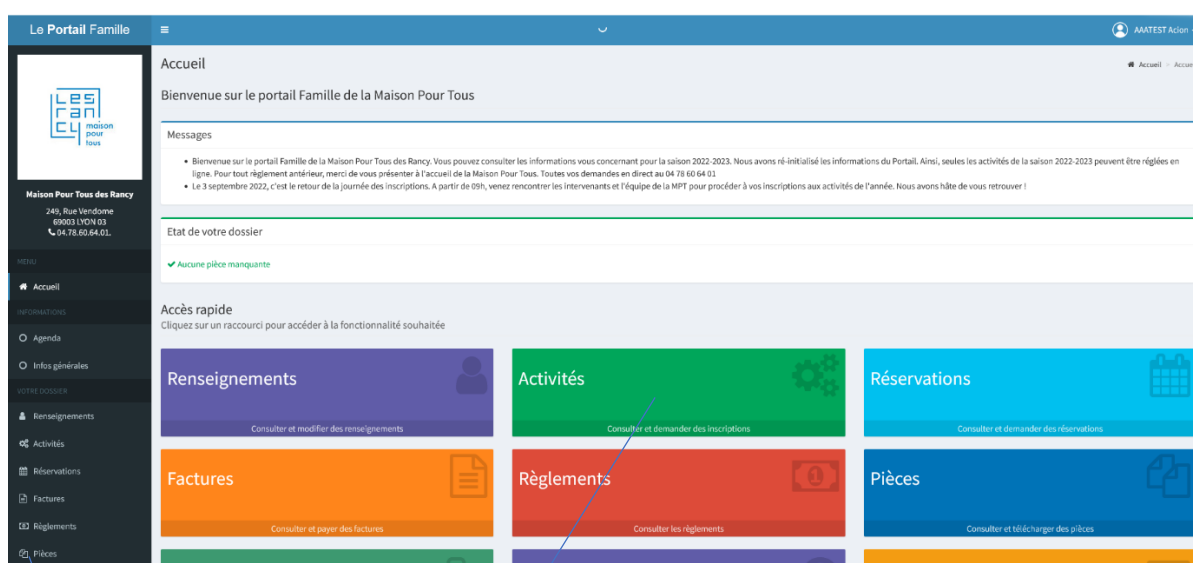 Le Portail Famille
AAATEST Acion
Les
rancy
maison
pour
tous
Maison Pour Tous des Rancy
249, Rue Vendome
69003 LYON 03
04.78.60.64.01.
MENU
Accueil
INFORMATIONS
Agenda
Infos générales
VOTRE DOSSIER
Renseignements
Activités
Réservations
Factures
Règlements
Pièces
Accueil
Accueil > Accue
Bienvenue sur le portail Famille de la Maison Pour Tous
Messages
• Bienvenue sur le portail Famille de la Maison Pour Tous des Rancy. Vous pouvez consulter les informations vous concernant pour la saison 2022-2023. Nous avons ré-initialisé les informations du Portail. Ainsi, seules les activités de la saison 2022-2023 peuvent être réglées en
ligne. Pour tout règlement antérieur, merci de vous présenter à l'accueil de la Maison Pour Tous. Toutes vos demandes en direct au 04 78 60 64 01
• Le 3 septembre 2022, c'est le retour de la journée des inscriptions. A partir de 09h, venez rencontrer les intervenants et l'équipe de la MPT pour procéder à vos inscriptions aux activités de l'année. Nous avons hâte de vous retrouver !
Etat de votre dossier
Aucune pièce manquante
Accès rapide
Cliquez sur un raccourci pour accéder à la fonctionnalité souhaitée
Renseignements
Consulter et modifier des renseignements
Activités
Consulter et demander des inscriptions
Réservations
Consulter et demander des réservations
Factures
Consulter et payer des factures
Règlements
1
Consulter les règlements
Pièces
Consulter et télécharger des pièces